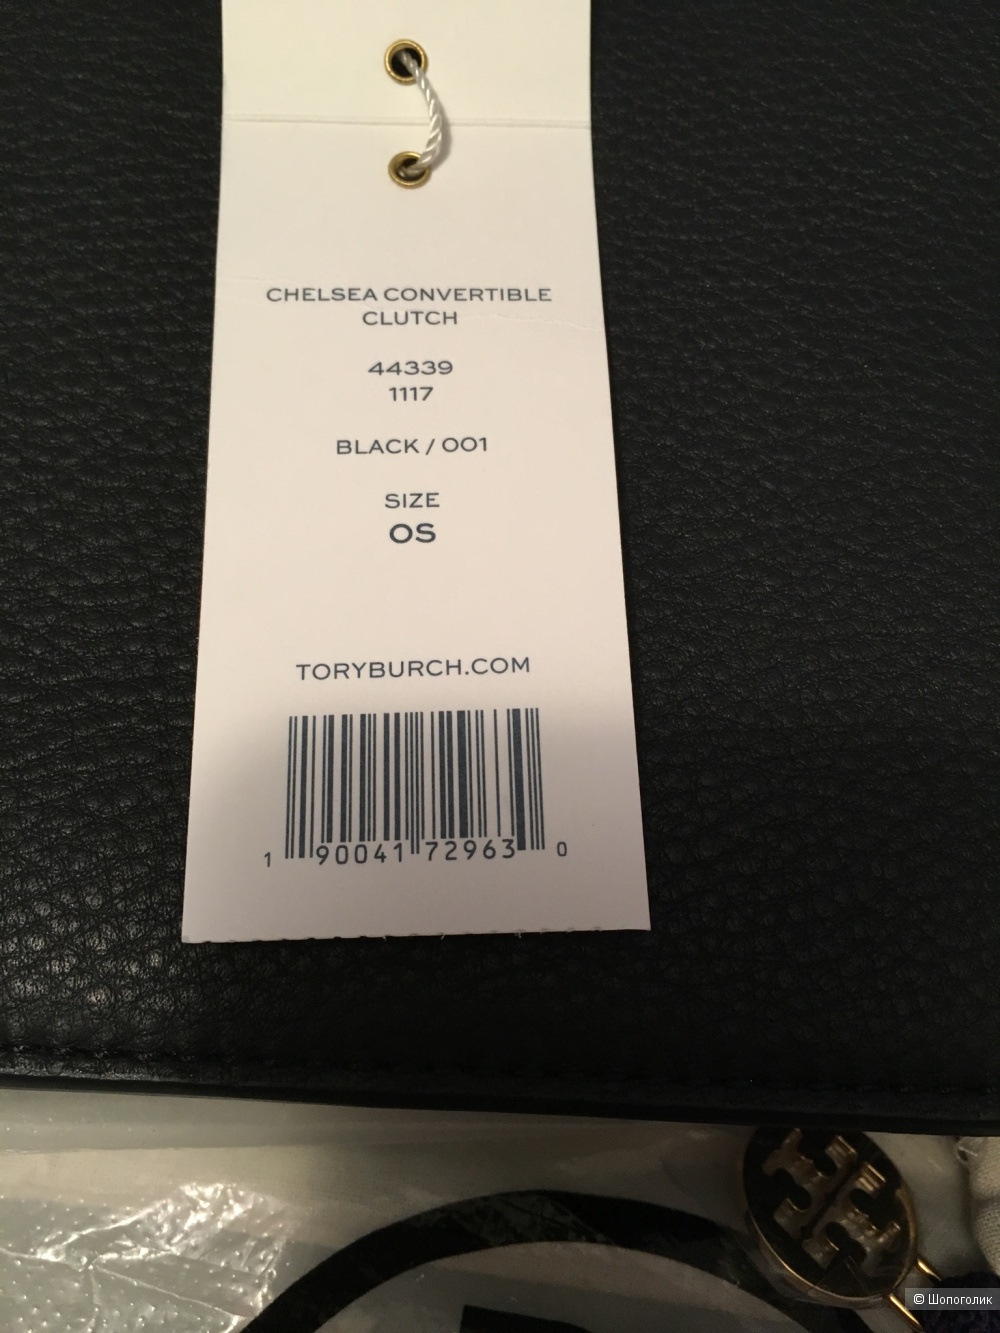 CHELSEA CONVERTIBLE
CLUTCH
44339
1117
BLACK / 001
SIZE
OS
TORYBURCH.COM
1 90041 72963 0
© Шопоголик